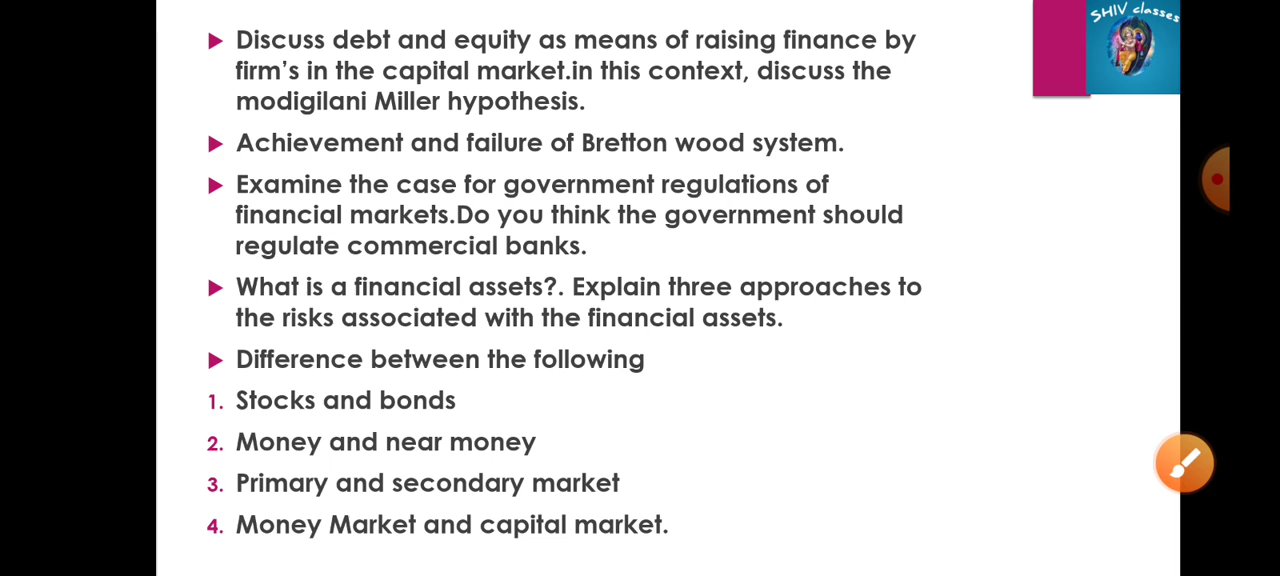 SHIV classes
Discuss debt and equity as means of raising finance by
firm's in the capital market.in this context, discuss the
modigilani Miller hypothesis.
Achievement and failure of Bretton wood system.
Examine the case for government regulations of
financial markets.Do you think the government should
regulate commercial banks.
What is a financial assets?. Explain three approaches to
the risks associated with the financial assets.
Difference between the following
1. Stocks and bonds
2. Money and near money
3. Primary and secondary market
4. Money Market and capital market.